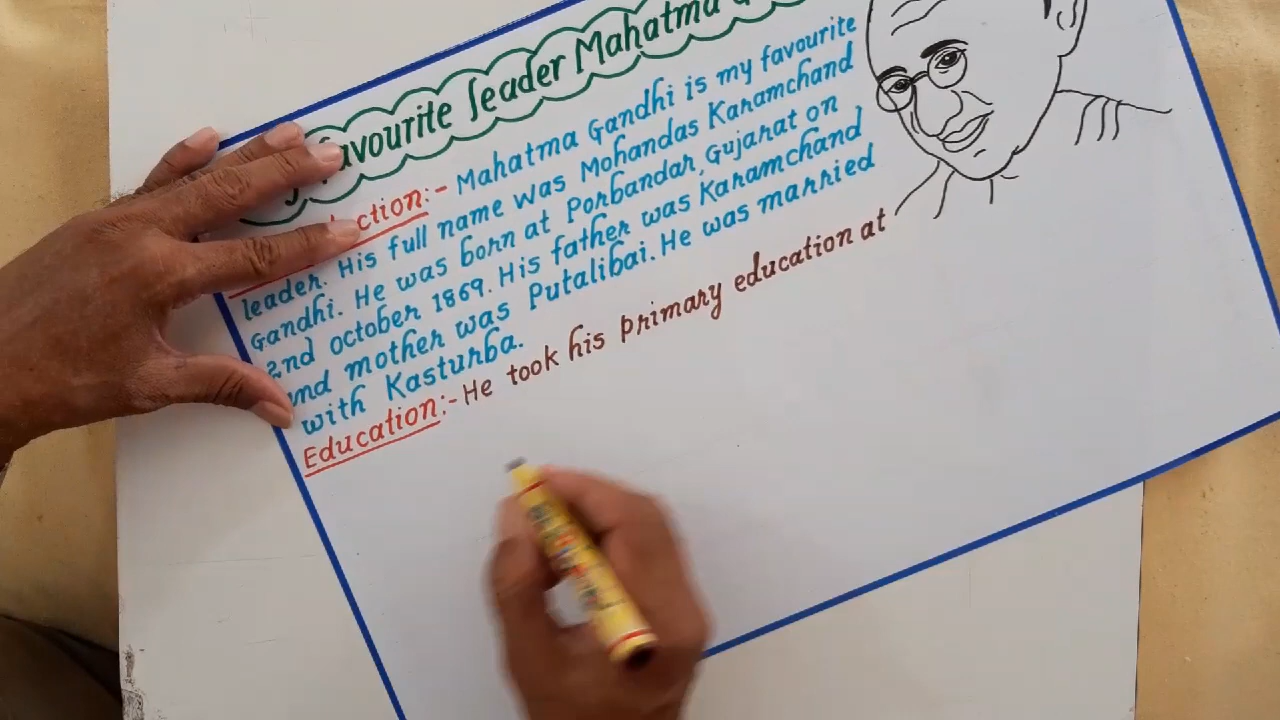 favourite leader Mahatma
:- Mahatma Gandhi is my favourite
leader. His full name was Mohandas Karamchand
Gandhi. He was born at Porbandar, Gujarat on
2nd october 1869. His father was Karamchand
and mother was Putalibai. He was married
with Kasturba.
Education:- He took his primary education at